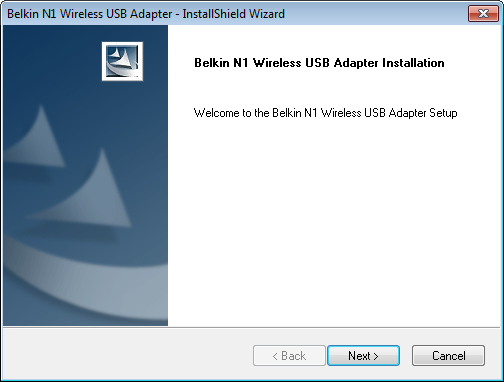 Belkin N1 Wireless USB Adapter - InstallShield Wizard
Belkin N1 Wireless USB Adapter Installation
Welcome to the Belkin N1 Wireless USB Adapter Setup
< Back
Next >
Cancel